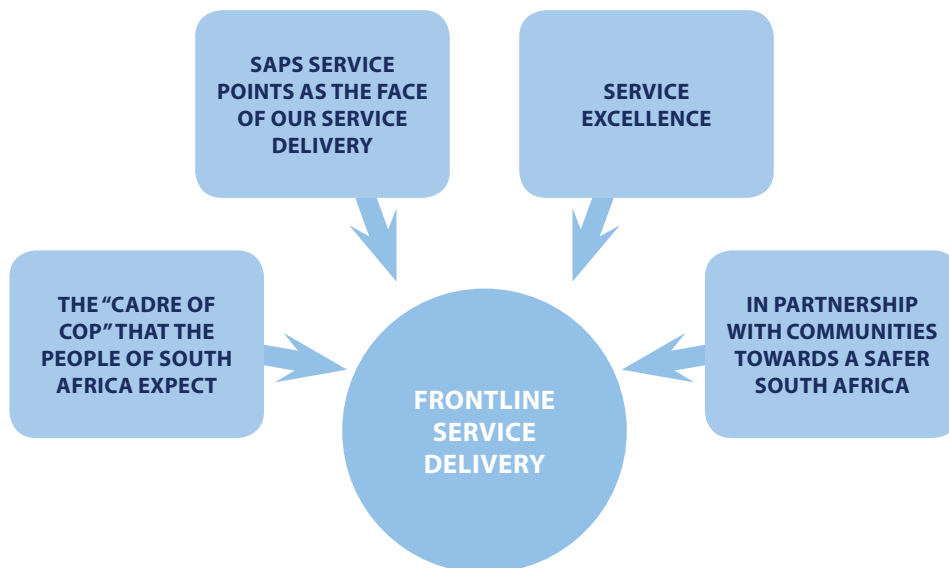 SAPS SERVICE
POINTS AS THE FACE
OF OUR SERVICE
DELIVERY
SERVICE
EXCELLENCE
THE “CADRE OF
COP” THAT THE
PEOPLE OF SOUTH
AFRICA EXPECT
IN PARTNERSHIP
WITH COMMUNITIES
TOWARDS A SAFER
SOUTH AFRICA
FRONTLINE
SERVICE
DELIVERY